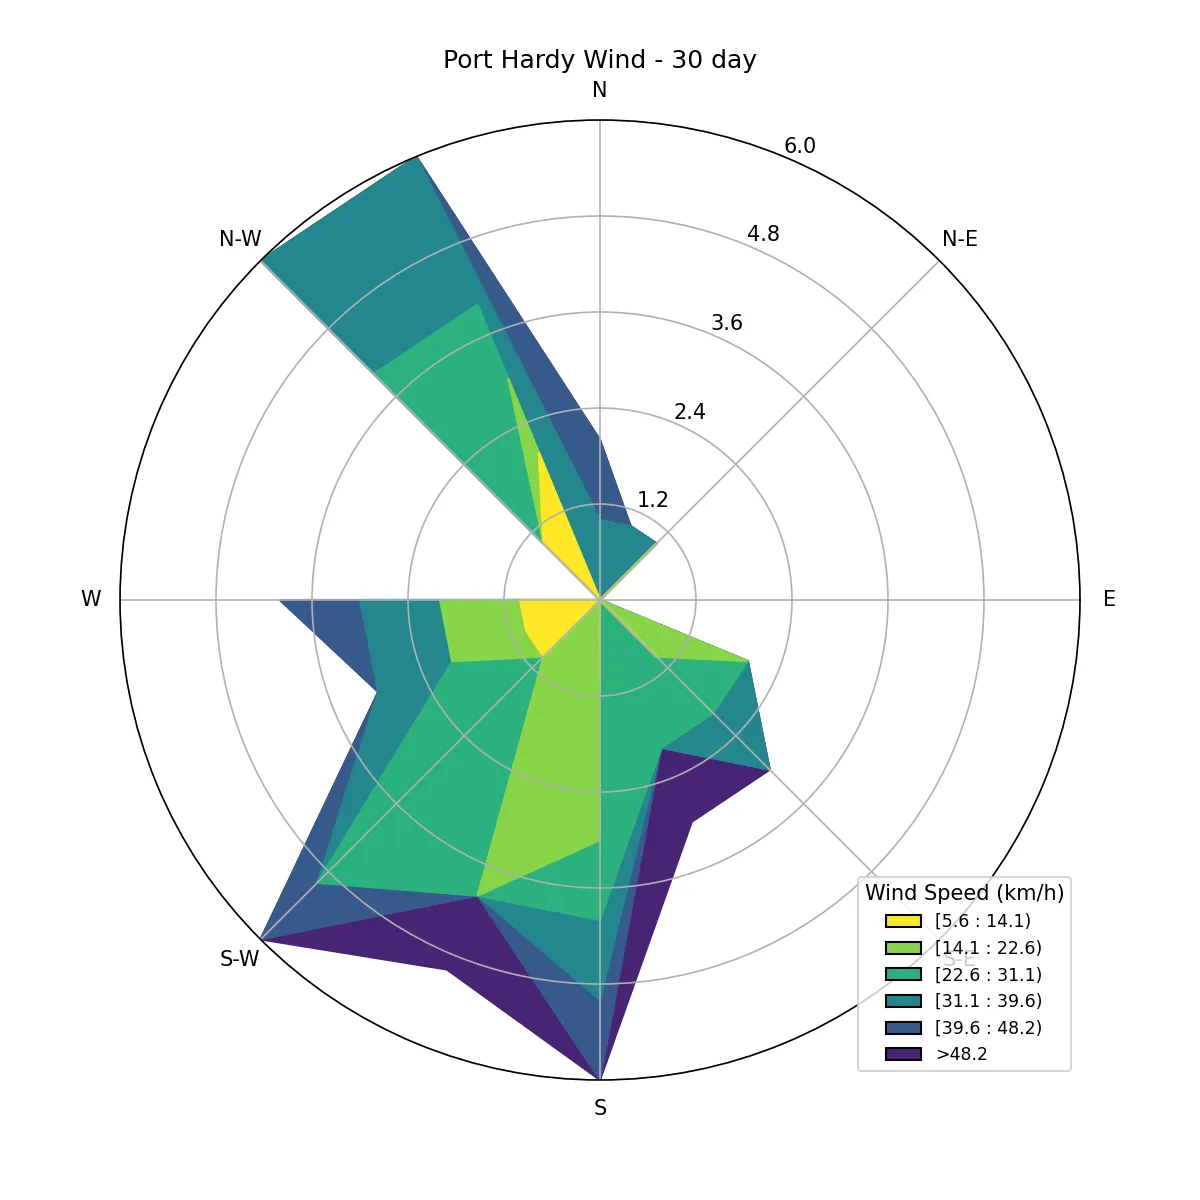 Port Hardy Wind - 30 day
N
6.0
N-W
4.8
N-E
3.6
2.4
1.2
W
E
Wind Speed (km/h)
[5.6 : 14.1)
[14.1 : 22.6)
S-W
S-E
[22.6 : 31.1)
[31.1 : 39.6)
[39.6 : 48.2)
>48.2
S